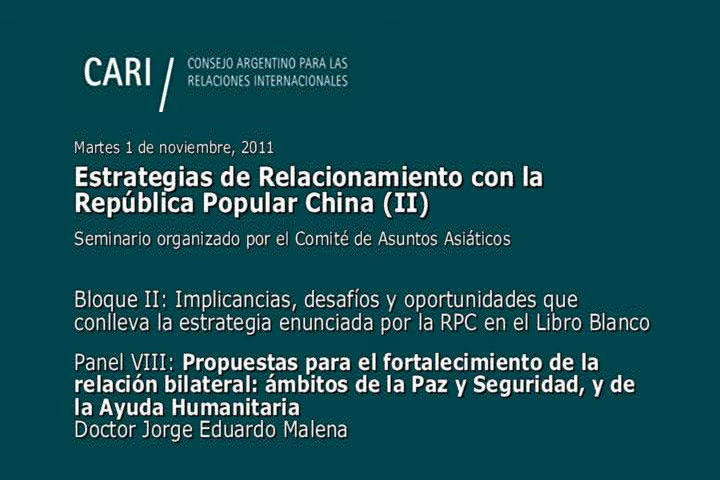 CARI/
CONSEJO ARGENTINO PARA LAS
RELACIONES INTERNACIONALES
Martes 1 de noviembre, 2011
Estrategias de Relacionamiento con la
República Popular China (II)
Seminario organizado por el Comité de Asuntos Asiáticos
Bloque II: Implicancias, desafíos y oportunidades que
conlleva la estrategia enunciada por la RPC en el Libro Blanco
Panel VIII: Propuestas para el fortalecimiento de la
relación bilateral: ámbitos de la Paz y Seguridad, y de
la Ayuda Humanitaria
Doctor Jorge Eduardo Malena